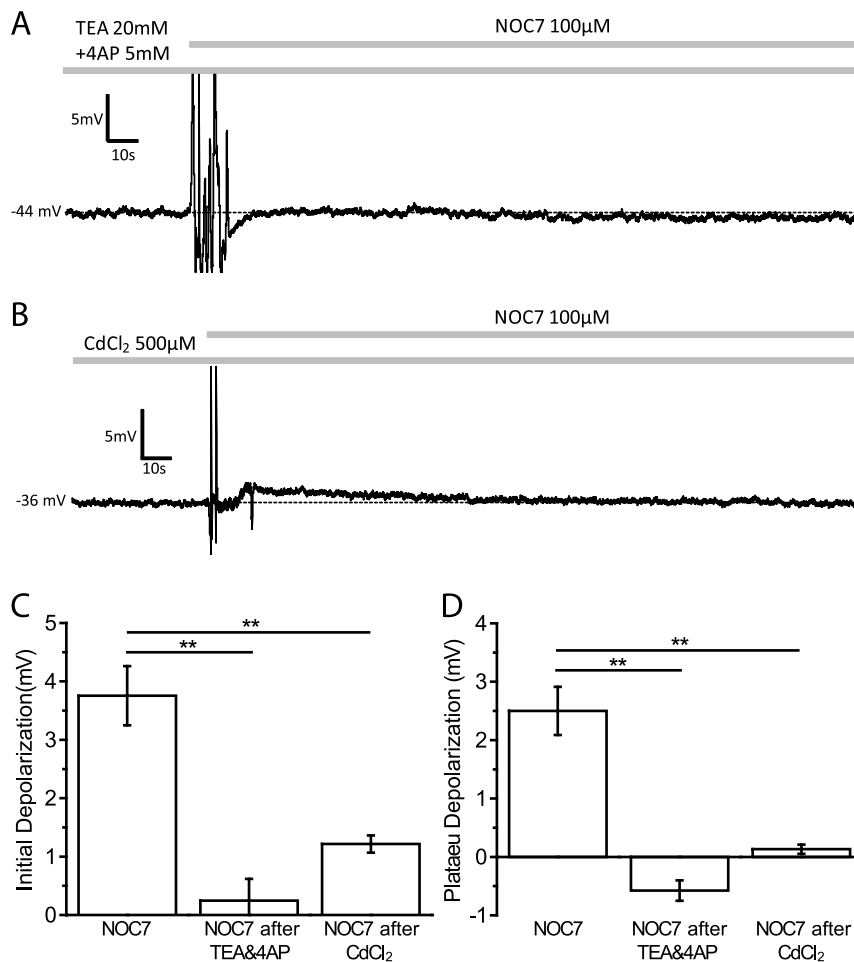 A
TEA 20mM
+4AP 5mM
NOC7 100µM
5mV
10s
-44 mV
B
CdCl₂ 500µM
NOC7 100µM
5mV
10s
-36 mV
C
Initial Depolarization(mV)
5
4
3
2
1
0
**
**
NOC7
NOC7 after
TEA&4AP
NOC7 after
CdCl₂
D
Plataeu Depolarization (mV)
4
3
2
1
0
-1
**
**
NOC7
NOC7 after
TEA&4AP
NOC7 after
CdCl₂